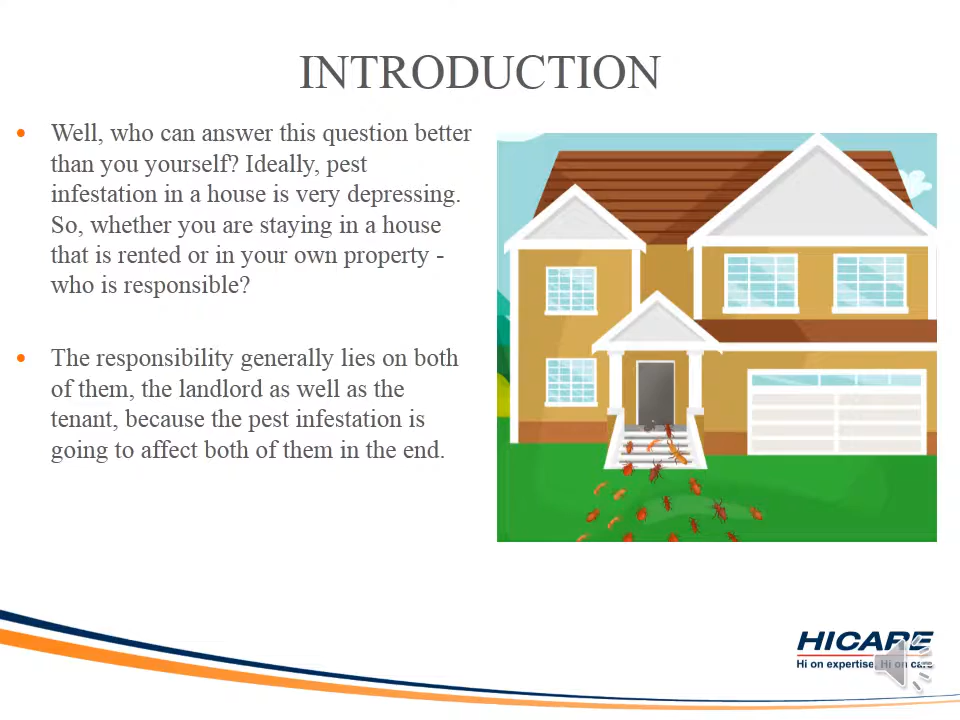 INTRODUCTION
Well, who can answer this question better
than you yourself? Ideally, pest
infestation in a house is very depressing.
So, whether you are staying in a house
that is rented or in your own property -
who is responsible?
The responsibility generally lies on both
of them, the landlord as well as the
tenant, because the pest infestation is
going to affect both of them in the end.
HICARE
Hi on expertise. Hi on care